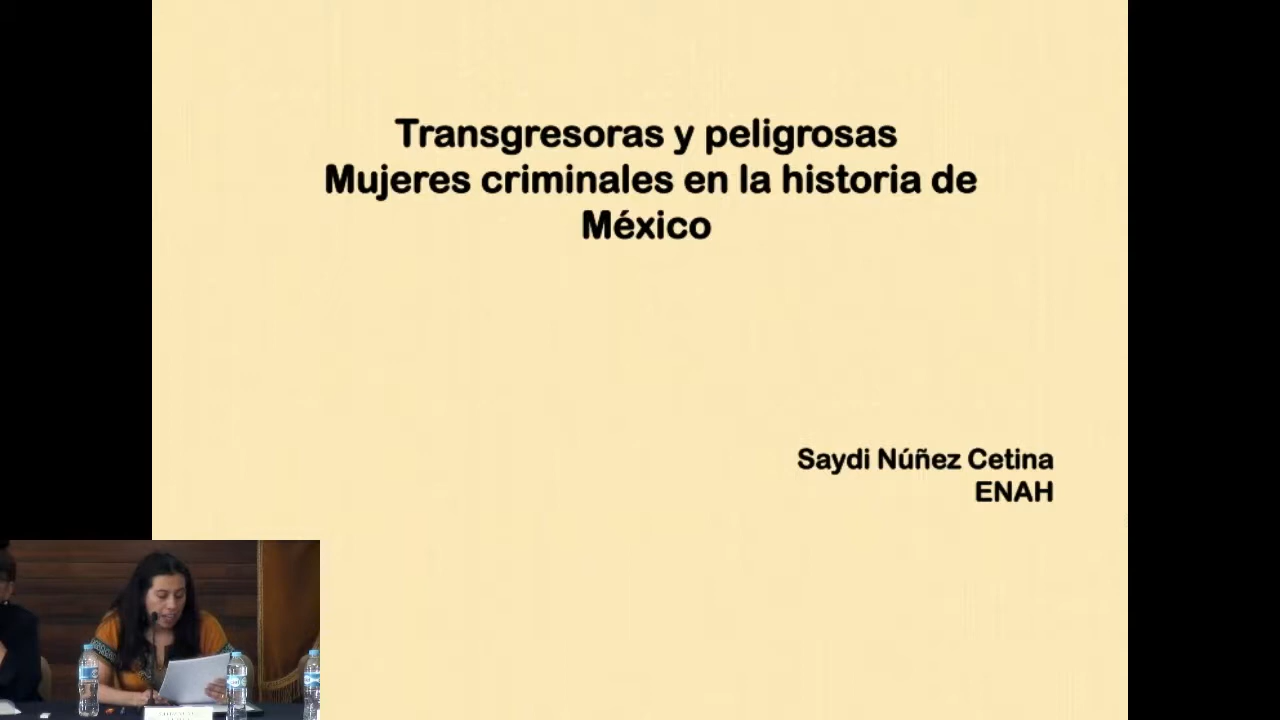 Transgresoras y peligrosas
Mujeres criminales en la historia de
México
Saydi Núñez Cetina
ENAH